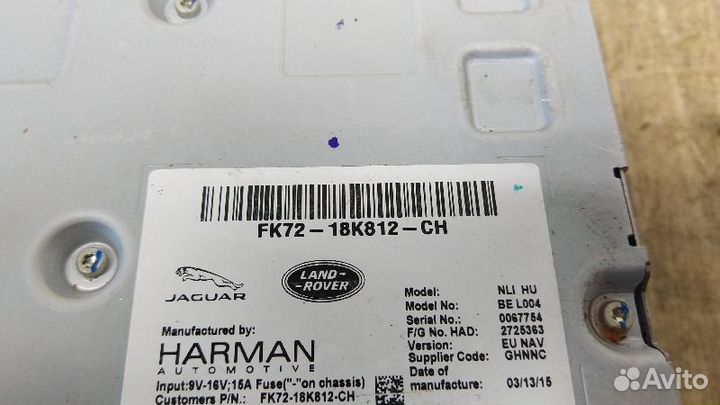 FK72-18K812-CH
JAGUAR
LAND-
-ROVER
Manufactured by:
HARMAN
AUTOMOTIVE
Input:9V-16V;15A Fuse("-"on chassis)
Customers P/N.: FK72-18K812-CH
Model: NLI HU
Model No: BE L004
Serial No.: 0067754
F/G No. HAD: 2725363
Version: EU NAV
Supplier Code: GHNNC
Date of
manufacture: 03/13/15
Avito